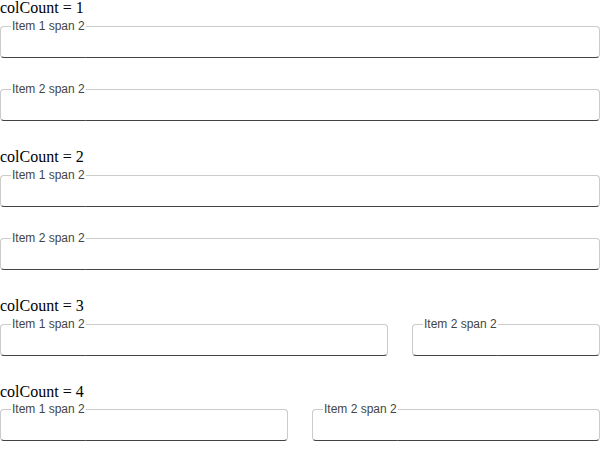 colCount = 1
Item 1 span 2
Item 2 span 2
colCount = 2
Item 1 span 2
Item 2 span 2
colCount = 3
Item 1 span 2 Item 2 span 2
colCount = 4
Item 1 span 2 Item 2 span 2